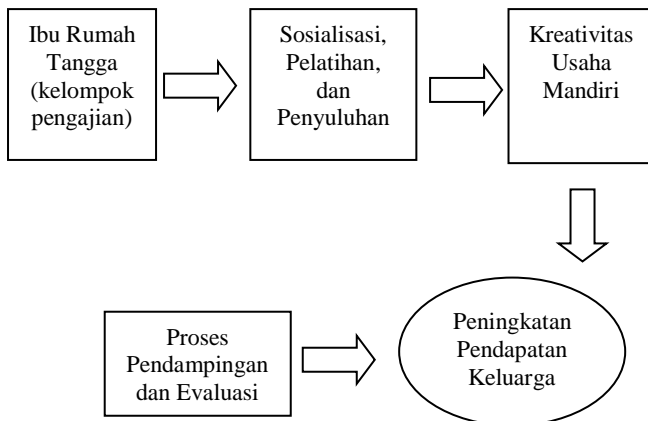 Ibu Rumah
Tangga
(kelompok
pengajian)
Sosialisasi,
Pelatihan,
dan
Penyuluhan
Kreativitas
Usaha
Mandiri
Proses
Pendampingan
dan Evaluasi
Peningkatan
Pendapatan
Keluarga